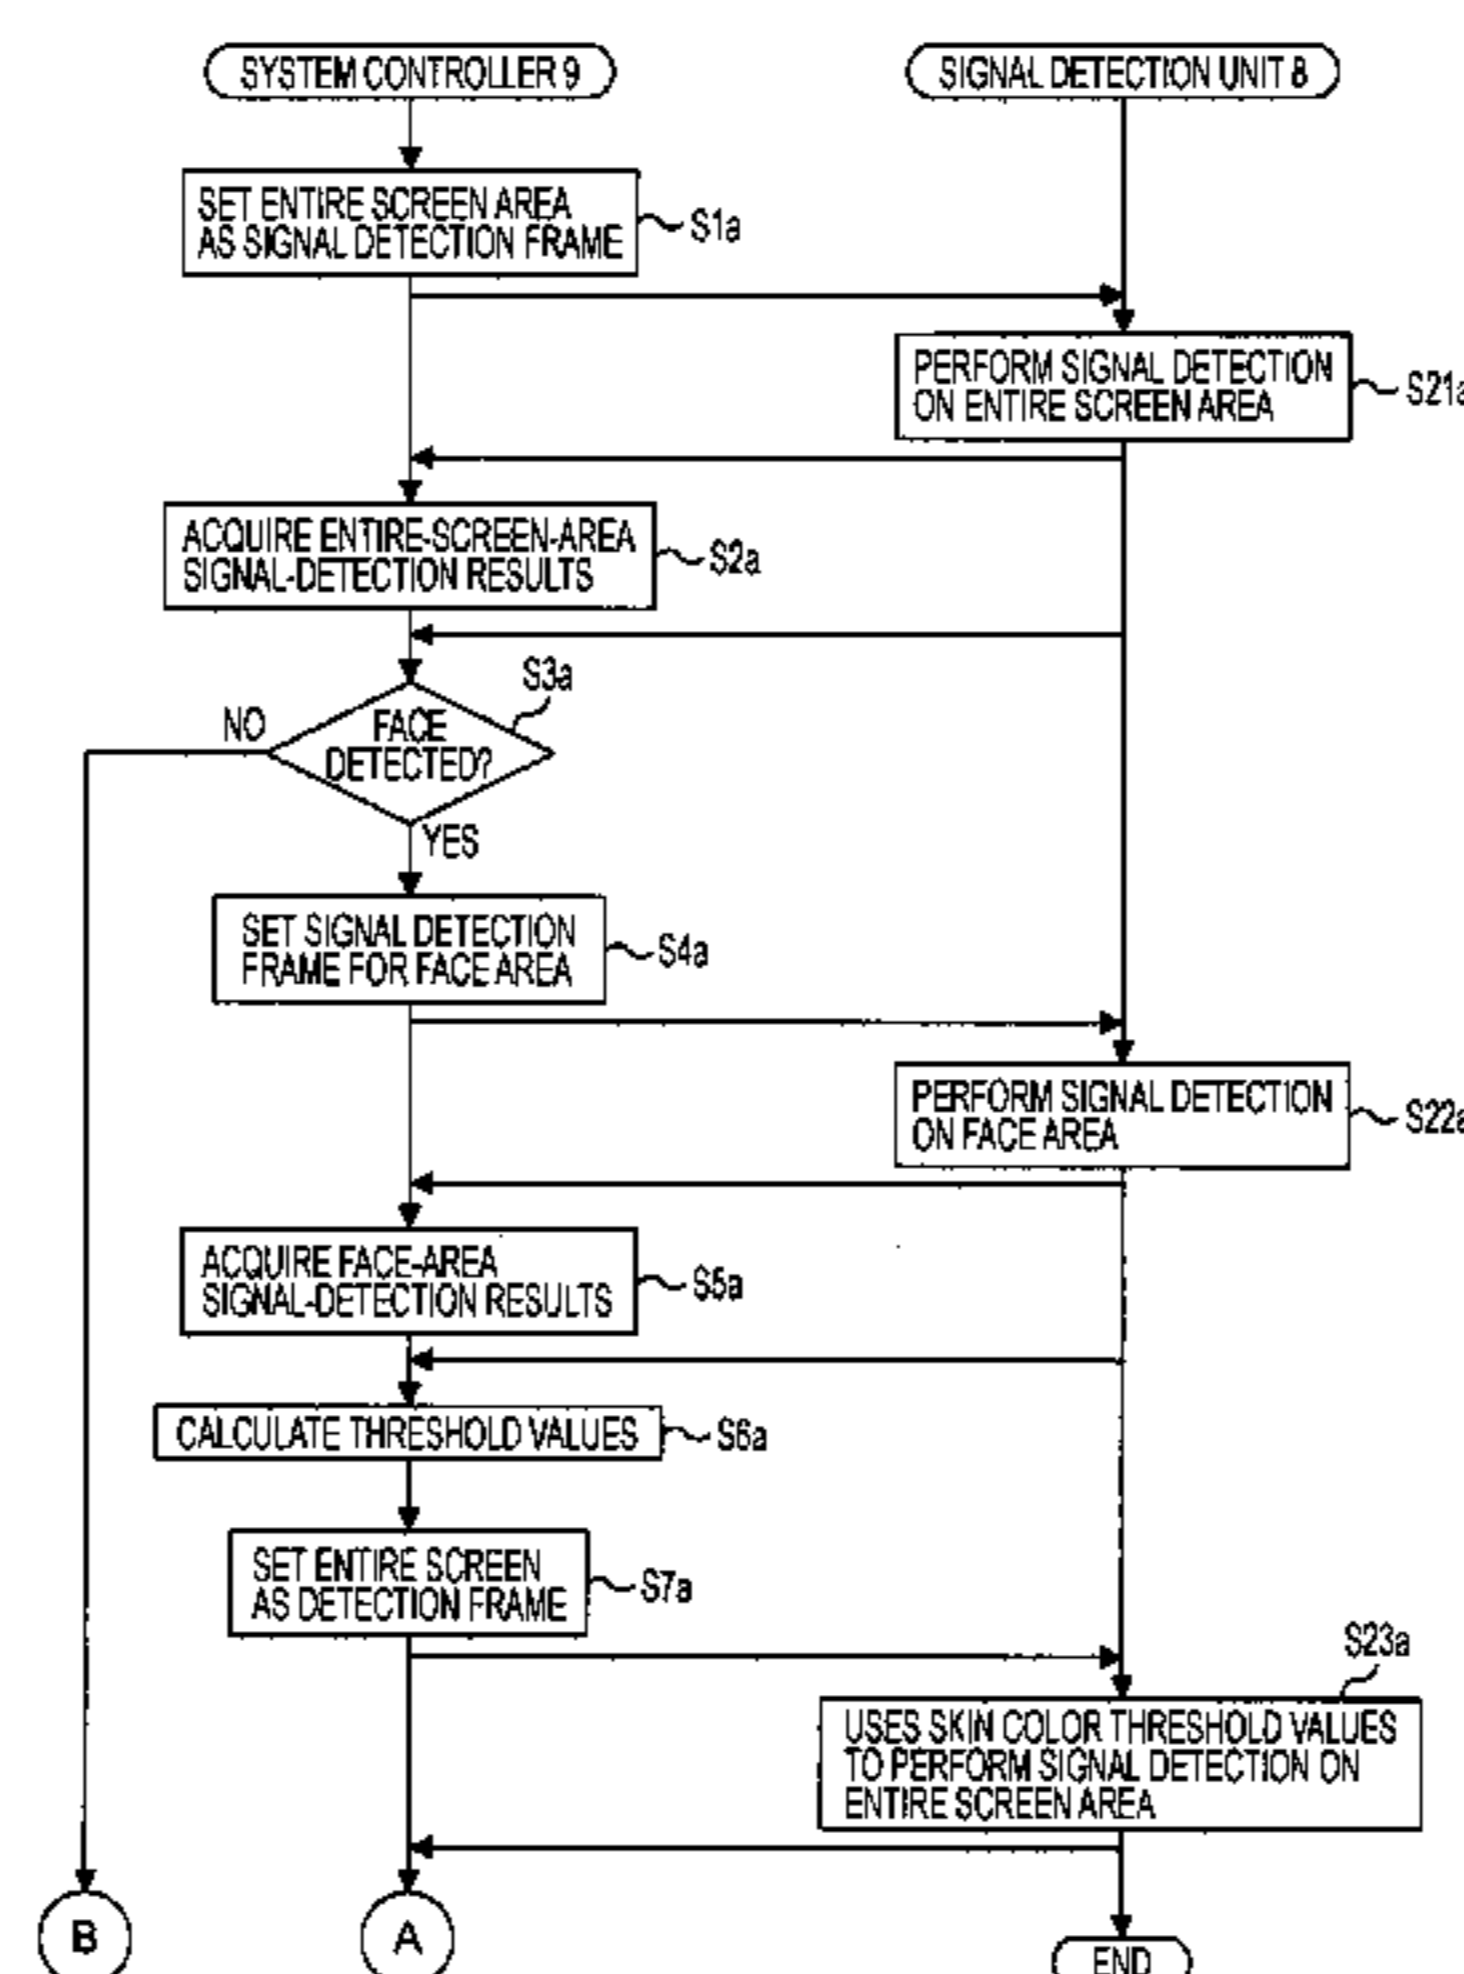 SYSTEM CONTROLLER 9
SIGNAL DETECTION UNIT 8
SET ENTIRE SCREEN AREA
AS SIGNAL DETECTION FRAME
S1a
PERFORM SIGNAL DETECTION
ON ENTIRE SCREEN AREA
S21a
ACQUIRE ENTIRE-SCREEN-AREA
SIGNAL-DETECTION RESULTS
S2a
S3a
NO
FACE
DETECTED?
YES
SET SIGNAL DETECTION
FRAME FOR FACE AREA
S4a
PERFORM SIGNAL DETECTION
ON FACE AREA
S22a
ACQUIRE FACE-AREA
SIGNAL-DETECTION RESULTS
S5a
CALCULATE THRESHOLD VALUES
S6a
SET ENTIRE SCREEN
AS DETECTION FRAME
S7a
S23a
USES SKIN COLOR THRESHOLD VALUES
TO PERFORM SIGNAL DETECTION ON
ENTIRE SCREEN AREA
B
A
END